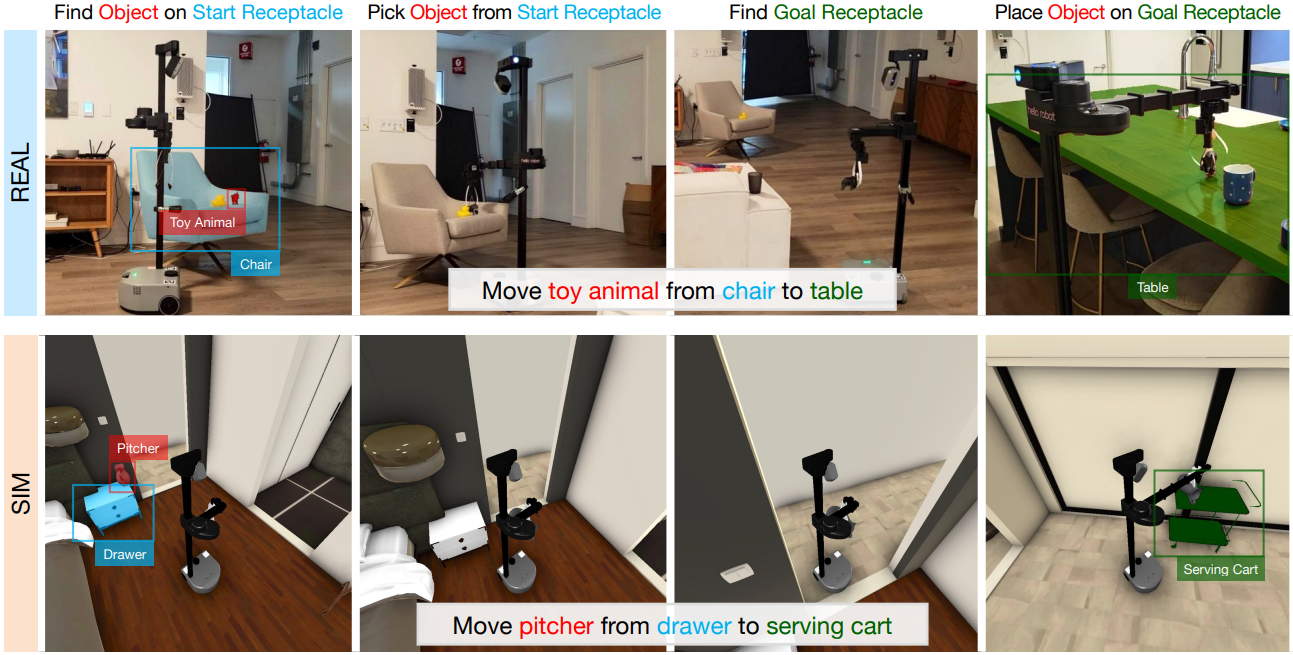 Find Object on Start Receptacle
Pick Object from Start Receptacle
Find Goal Receptacle
Place Object on Goal Receptacle
REAL
Toy Animal
Chair
hello robot
hello robot
Table
Move toy animal from chair to table
SIM
Pitcher
Drawer
Serving Cart
Move pitcher from drawer to serving cart